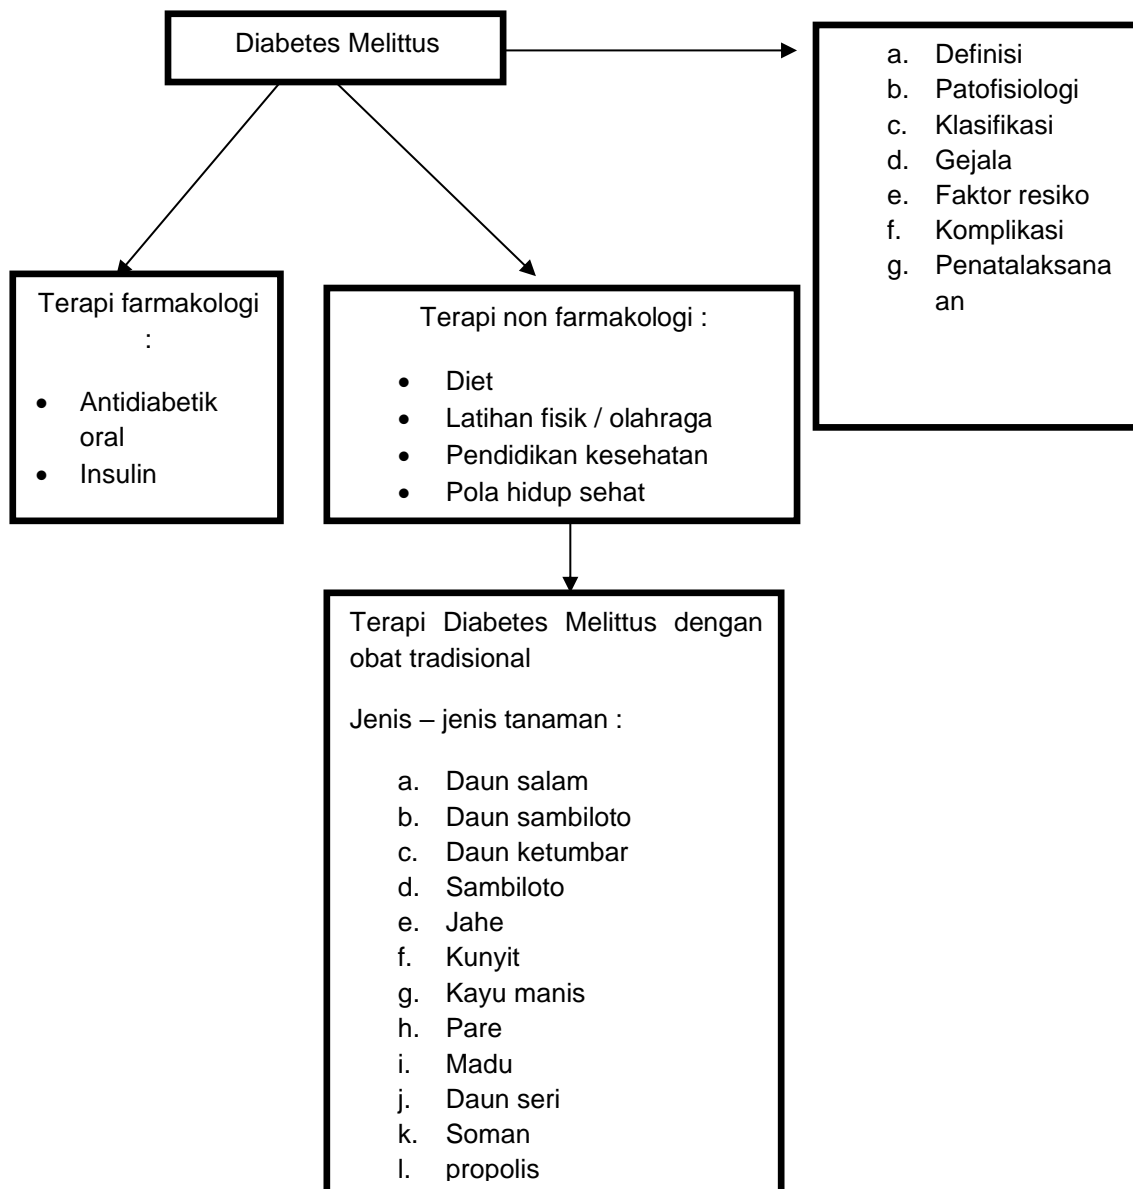 Diabetes Melittus
a. Definisi
b. Patofisiologi
c. Klasifikasi
d. Gejala
e. Faktor resiko
f. Komplikasi
g. Penatalaksana
an
Terapi farmakologi
:
• Antidiabetik
oral
• Insulin
Terapi non farmakologi :
• Diet
• Latihan fisik / olahraga
• Pendidikan kesehatan
• Pola hidup sehat
Terapi Diabetes Melittus dengan
obat tradisional
Jenis – jenis tanaman :
a. Daun salam
b. Daun sambiloto
c. Daun ketumbar
d. Sambiloto
e. Jahe
f. Kunyit
g. Kayu manis
h. Pare
i. Madu
j. Daun seri
k. Soman
l. propolis